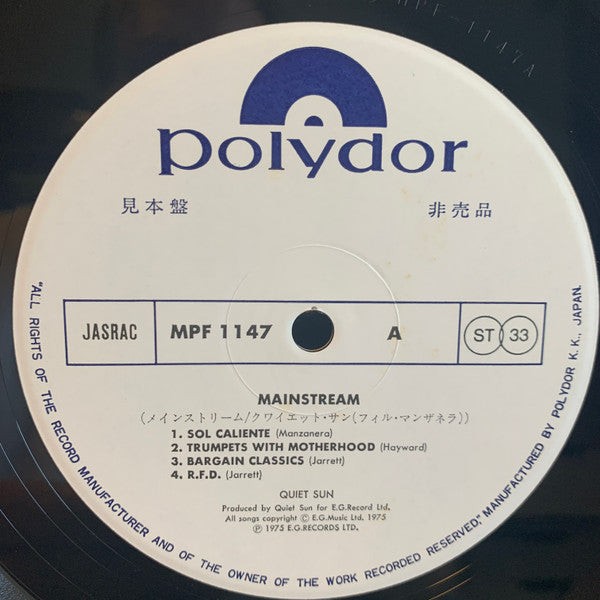 MPF-1147A
polydor
見本盤
非売品
JASRAC
MPF 1147
A
ST 33
MAINSTREAM
(メインストリーム/クワイエット・サン(フィル・マンザネラ))
1. SOL CALIENTE (Manzanera)
2. TRUMPETS WITH MOTHERHOOD (Hayward)
3. BARGAIN CLASSICS (Jarrett)
4. R.F.D. (Jarrett)
QUIET SUN
Produced by Quiet Sun for E.G.Record Ltd.
All songs copyright Ⓒ E.G.Music Ltd. 1975
Ⓟ 1975 E.G.RECORDS LTD.
"ALL RIGHTS OF THE RECORD MANUFACTURER AND OF THE OWNER OF THE WORK RECORDED RESERVED," MANUFACTURED BY POLYDOR K.K., JAPAN.